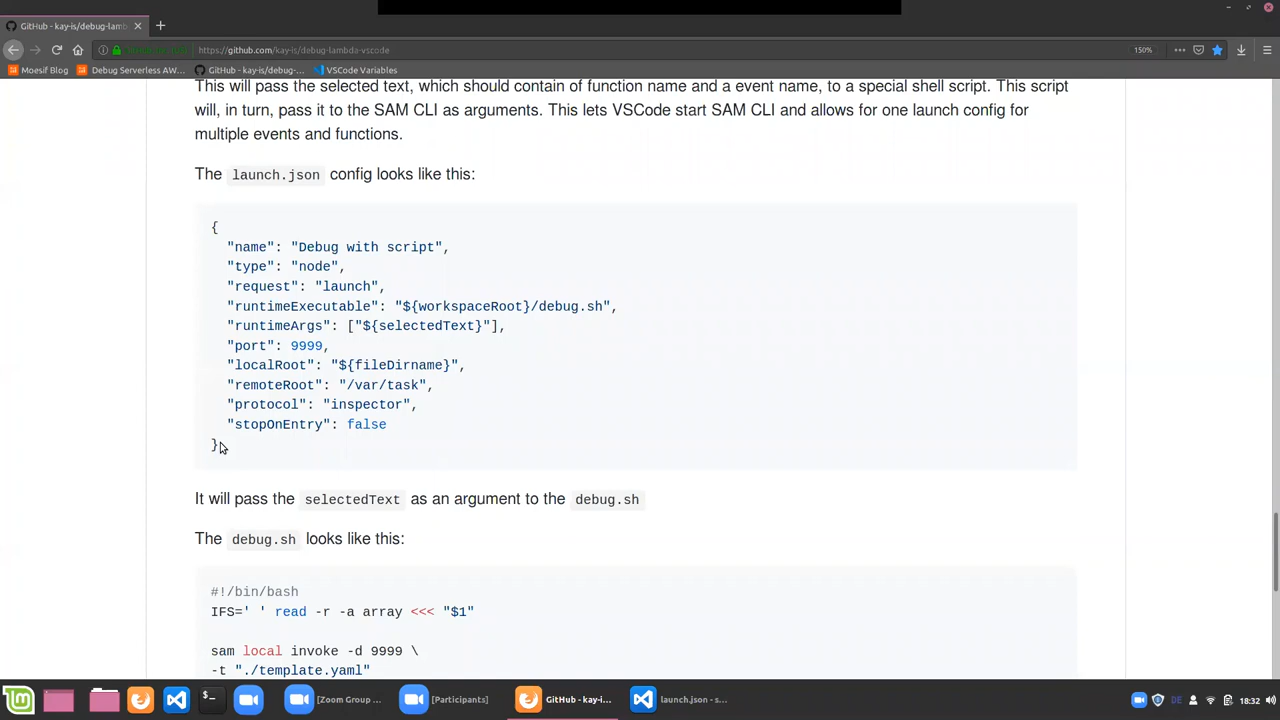 GitHub - kay-is/debug-lamb
https://github.com/kay-is/debug-lambda-vscode
150%
Moesif Blog
Debug Serverless AW...
GitHub - kay-is/debug-...
VSCode Variables
This will pass the selected text, which should contain of function name and a event name, to a special shell script. This script
will, in turn, pass it to the SAM CLI as arguments. This lets VSCode start SAM CLI and allows for one launch config for
multiple events and functions.
The launch.json config looks like this:
{
"name": "Debug with script",
"type": "node",
"request": "launch",
"runtimeExecutable": "${workspaceRoot}/debug.sh",
"runtimeArgs": ["${selectedText}"],
"port": 9999,
"localRoot": "${fileDirname}",
"remoteRoot": "/var/task",
"protocol": "inspector",
"stopOnEntry": false
}
It will pass the selectedText as an argument to the debug.sh
The debug.sh looks like this:
#!/bin/bash
IFS=' ' read -r -a array <<< "$1"
sam local invoke -d 9999 \
-t "./template.yaml"
[Zoom Group ...
[Participants]
GitHub - kay-i...
launch.json - s...
DE
18:32